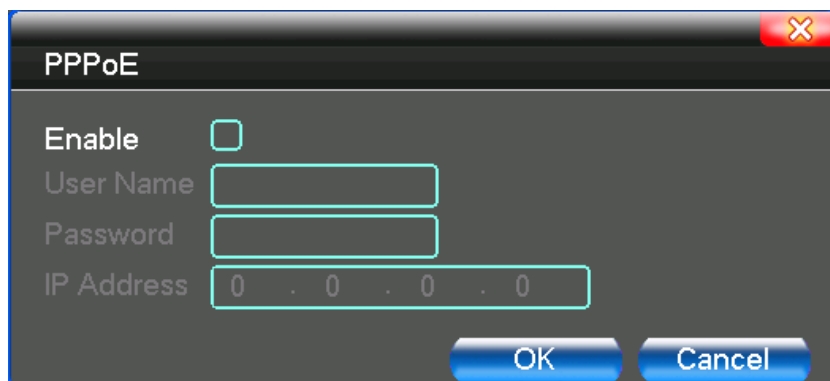 PPPoE
Enable
User Name
Password
IP Address 0 . 0 . 0 . 0
OK Cancel